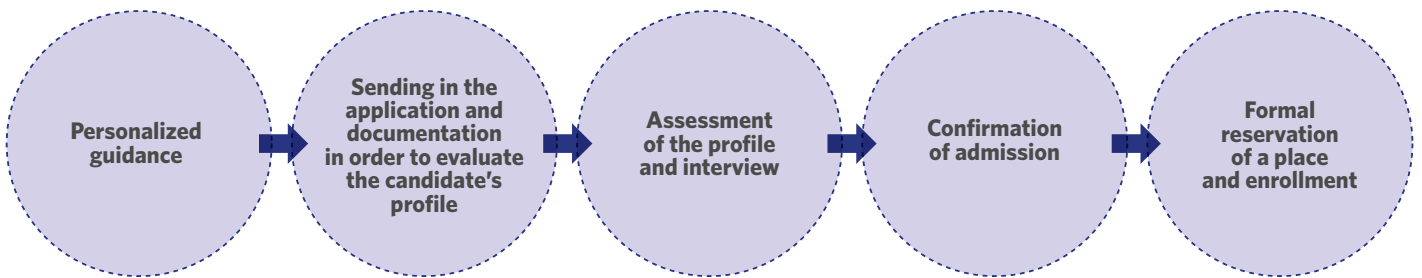 Personalized
guidance
Sending in the
application and
documentation
in order to evaluate
the candidate's
profile
Assessment
of the profile
and interview
Confirmation
of admission
Formal
reservation
of a place
and enrollment